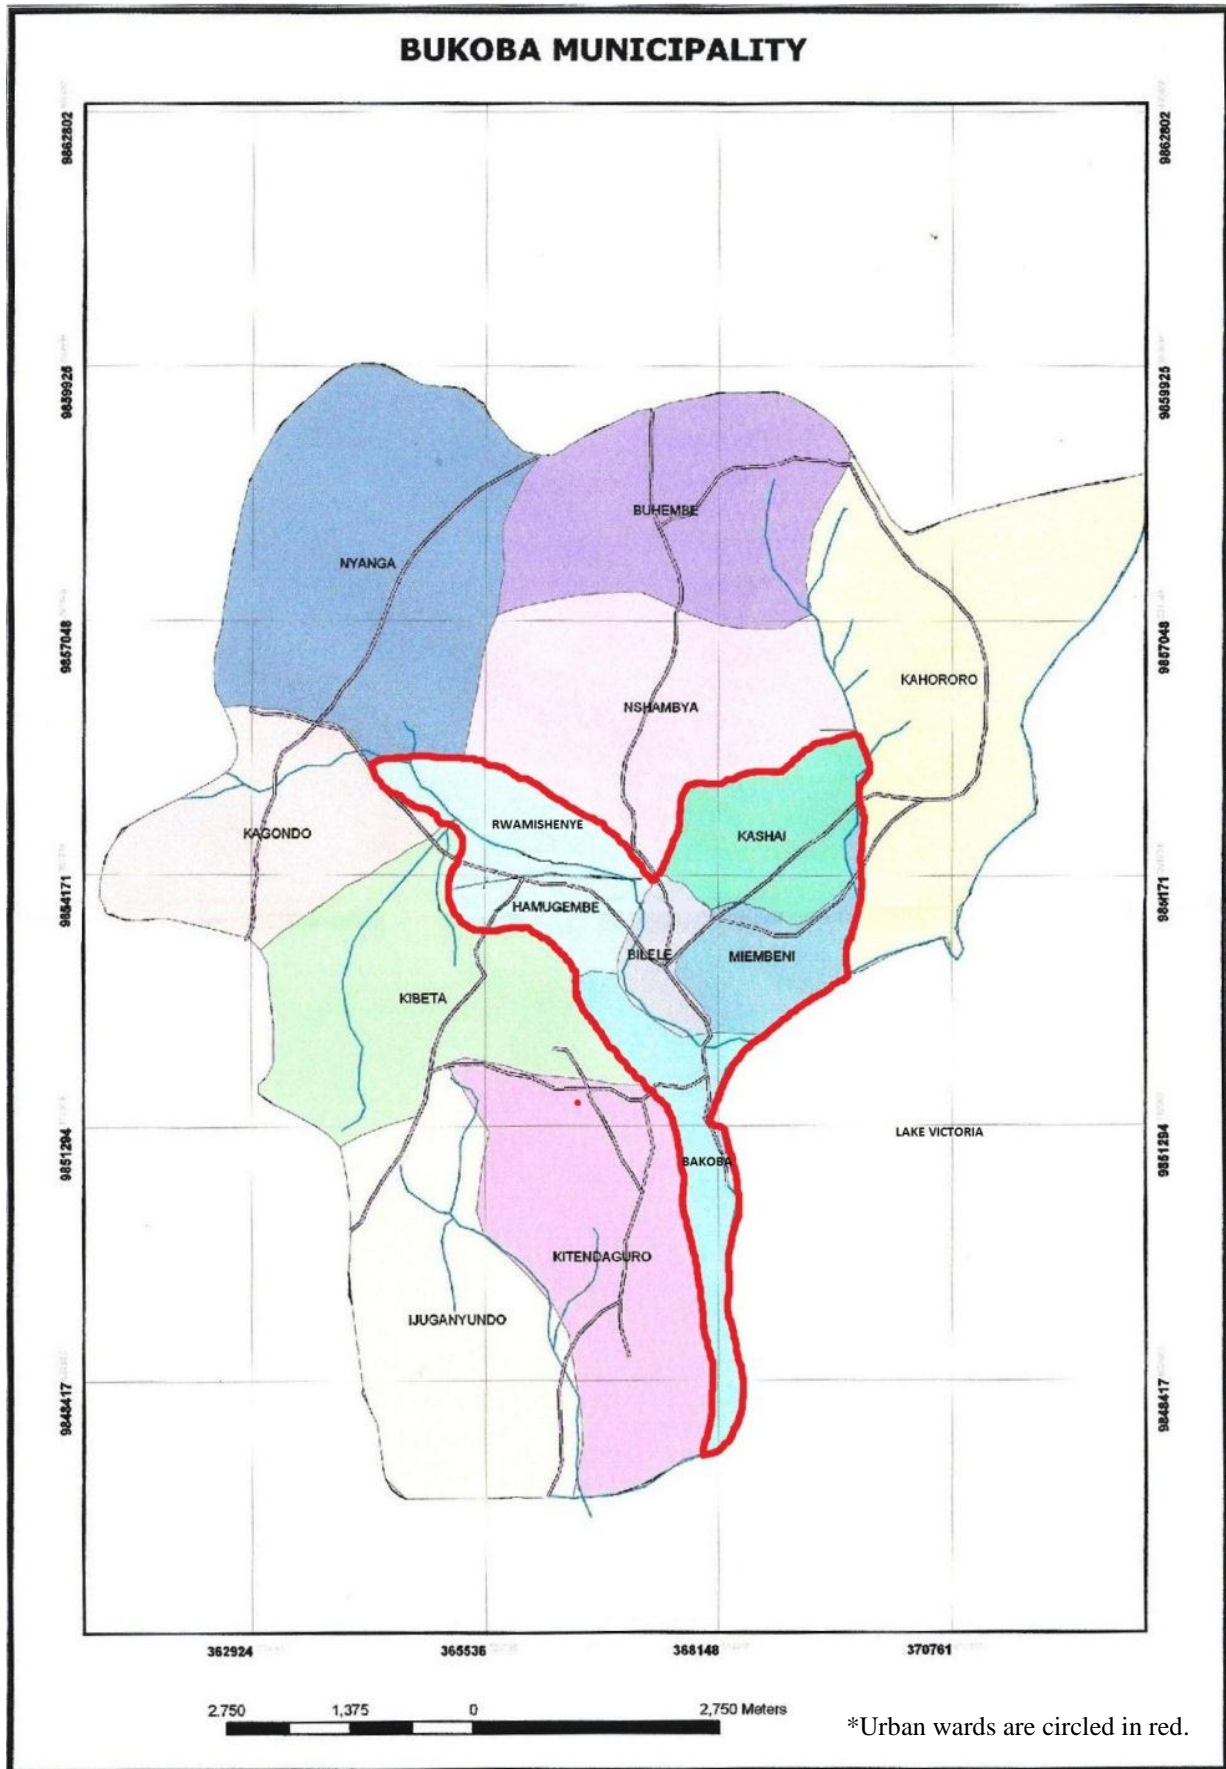 BUKOBA MUNICIPALITY
9862802
9862802
9859925
9859925
BUHEMBE
NYANGA
9857048
9857048
KAHORORO
NSHAMBYA
RWAMISHENYE
KAGONDO
KASHAI
9854171
9854171
HAMUGEMBE
BILELE
MIEMBENI
KIBETA
9851294
LAKE VICTORIA
9851294
BAKOBA
KITENDAGURO
IJUGANYUNDO
9848417
9848417
362924
365536
368148
370761
2.750
1,375
0
2,750 Meters
*Urban wards are circled in red.